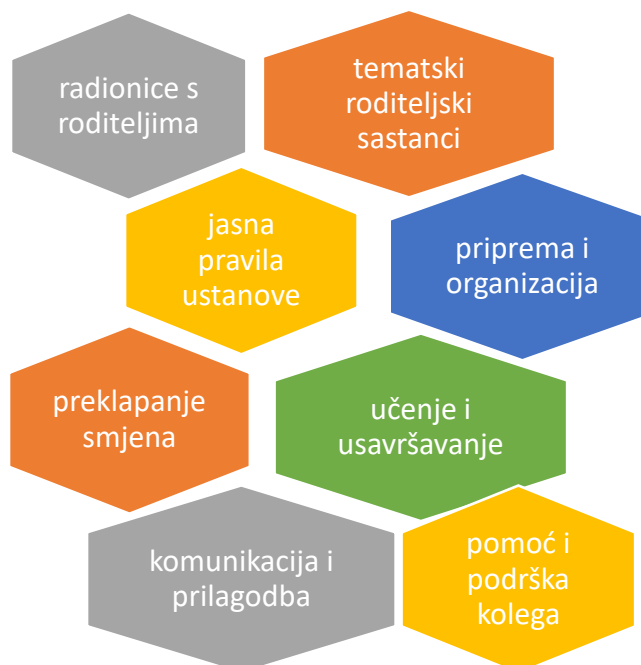 radionice s
roditeljima
tematski
roditeljski
sastanci
jasna
pravila
ustanove
priprema i
organizacija
preklapanje
smjena
učenje i
usavršavanje
komunikacija i
prilagodba
pomoć i
podrška
kolega